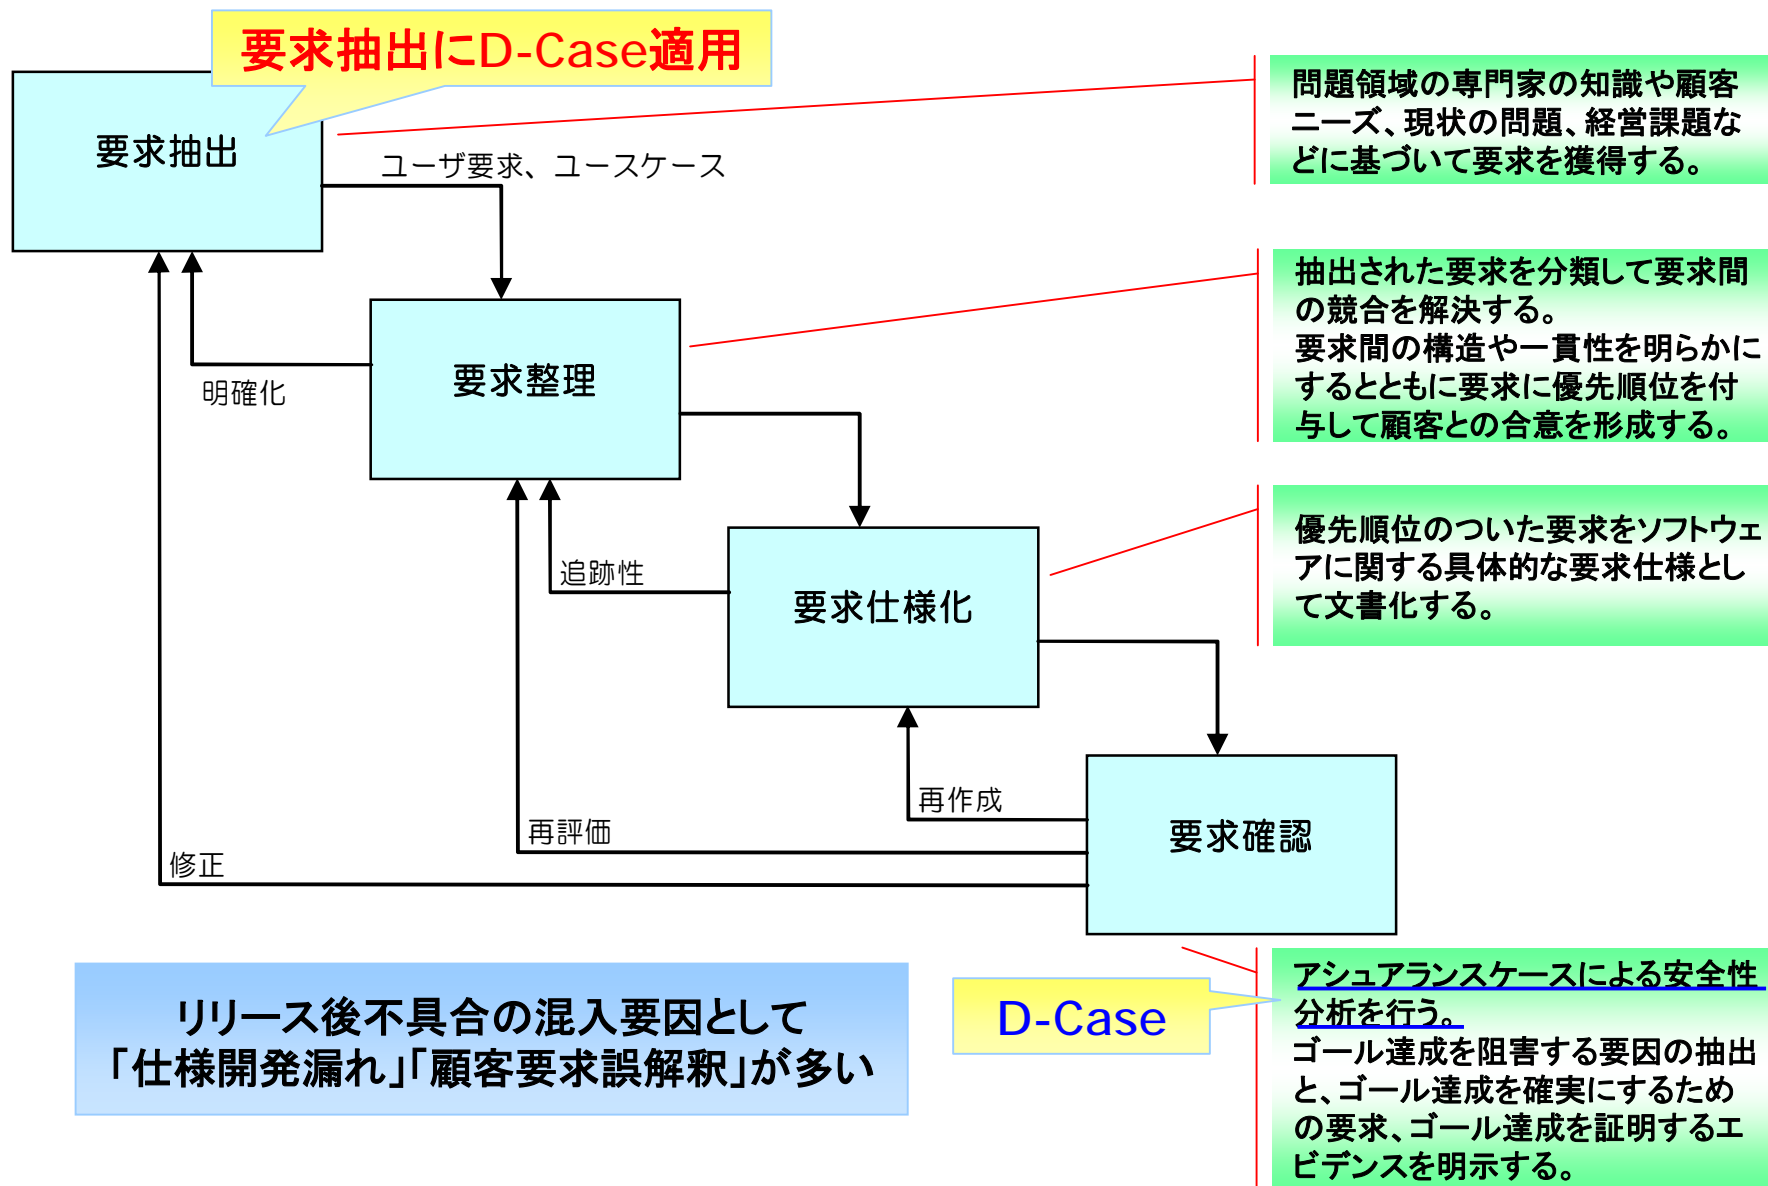 要求抽出にD-Case適用
要求抽出
ユーザ要求、ユースケース
問題領域の専門家の知識や顧客
ニーズ、現状の問題、経営課題な
どに基づいて要求を獲得する。
明確化
要求整理
抽出された要求を分類して要求間
の競合を解決する。
要求間の構造や一貫性を明らかに
するとともに要求に優先順位を付
与して顧客との合意を形成する。
追跡性
要求仕様化
優先順位のついた要求をソフトウェ
アに関する具体的な要求仕様とし
て文書化する。
再作成
再評価
修正
要求確認
リリース後不具合の混入要因として
「仕様開発漏れ」「顧客要求誤解釈」が多い
D-Case
アシュアランスケースによる安全性
分析を行う。
ゴール達成を阻害する要因の抽出
と、ゴール達成を確実にするため
の要求、ゴール達成を証明するエ
ビデンスを明示する。